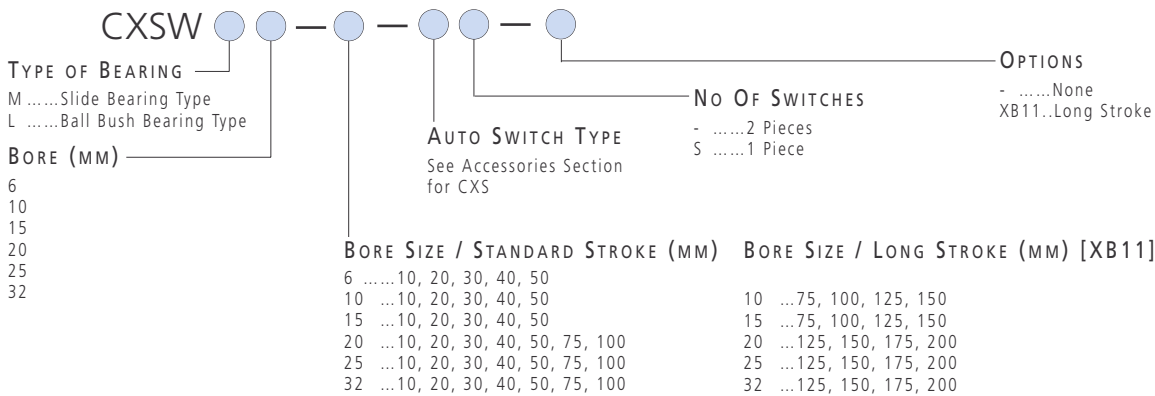 CXSW — — —
TYPE OF BEARING
M ......Slide Bearing Type
L ......Ball Bush Bearing Type
BORE (MM)
6
10
15
20
25
32
AUTO SWITCH TYPE
See Accessories Section
for CXS
NO OF SWITCHES
- ......2 Pieces
S ......1 Piece
OPTIONS
- ......None
XB11..Long Stroke
BORE SIZE / STANDARD STROKE (MM)
6 ......10, 20, 30, 40, 50
10 ...10, 20, 30, 40, 50
15 ...10, 20, 30, 40, 50
20 ...10, 20, 30, 40, 50, 75, 100
25 ...10, 20, 30, 40, 50, 75, 100
32 ...10, 20, 30, 40, 50, 75, 100
BORE SIZE / LONG STROKE (MM) [XB11]
10 ...75, 100, 125, 150
15 ...75, 100, 125, 150
20 ...125, 150, 175, 200
25 ...125, 150, 175, 200
32 ...125, 150, 175, 200